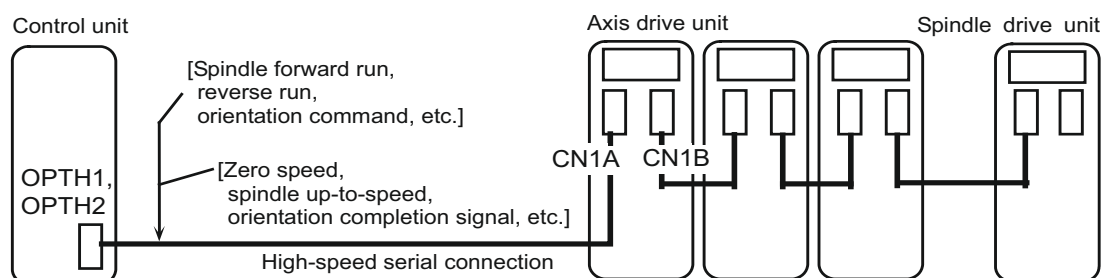 Control unit
Axis drive unit
Spindle drive unit
[Spindle forward run,
reverse run,
orientation command, etc.]
CN1A
CN1B
OPTH1,
OPTH2
[Zero speed,
spindle up-to-speed,
orientation completion signal, etc.]
High-speed serial connection